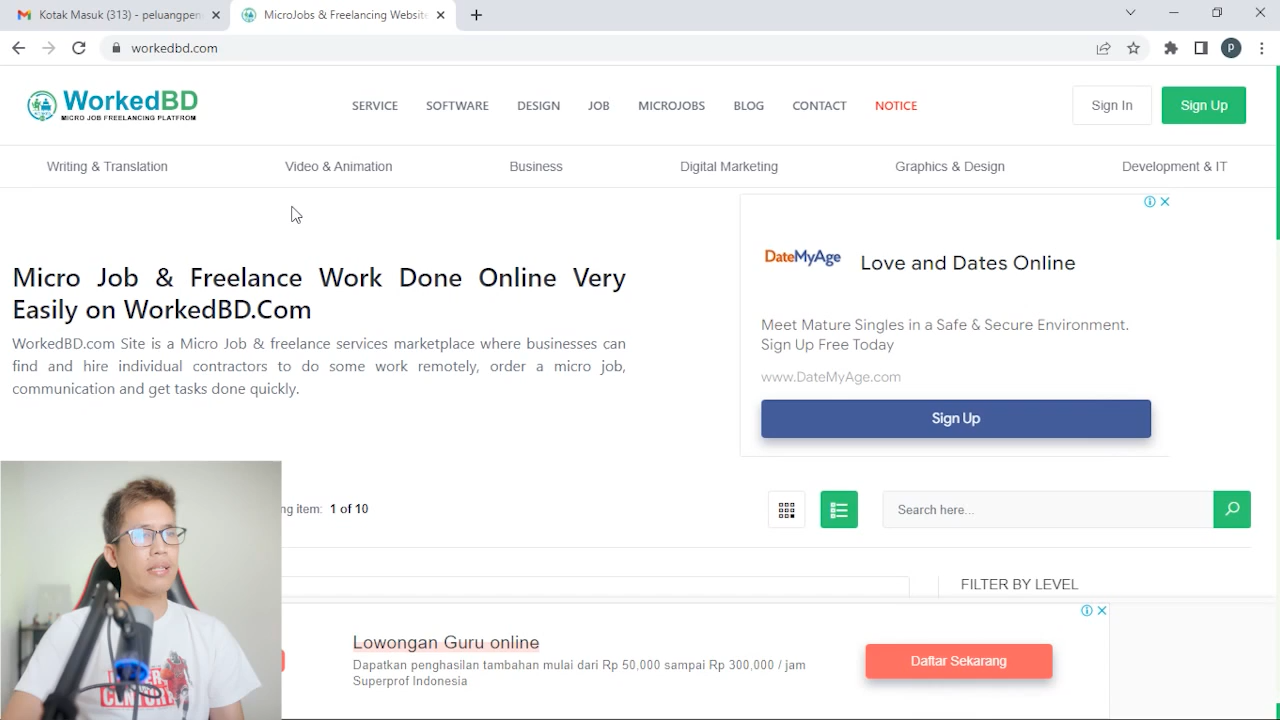 Kotak Masuk (313) - peluangpen
MicroJobs & Freelancing Website
workedbd.com
P
WorkedBD
MICRO JOB FREELANCING PLATFROM
SERVICE
SOFTWARE
DESIGN
JOB
MICROJOBS
BLOG
CONTACT
NOTICE
Sign In
Sign Up
Writing & Translation
Video & Animation
Business
Digital Marketing
Graphics & Design
Development & IT
Micro Job & Freelance Work Done Online Very
Easily on WorkedBD.Com
WorkedBD.com Site is a Micro Job & freelance services marketplace where businesses can
find and hire individual contractors to do some work remotely, order a micro job,
communication and get tasks done quickly.
DateMyAge
Love and Dates Online
Meet Mature Singles in a Safe & Secure Environment.
Sign Up Free Today
www.DateMyAge.com
Sign Up
ng item: 1 of 10
Search here...
FILTER BY LEVEL
Lowongan Guru online
Dapatkan penghasilan tambahan mulai dari Rp 50,000 sampai Rp 300,000 / jam
Superprof Indonesia
Daftar Sekarang